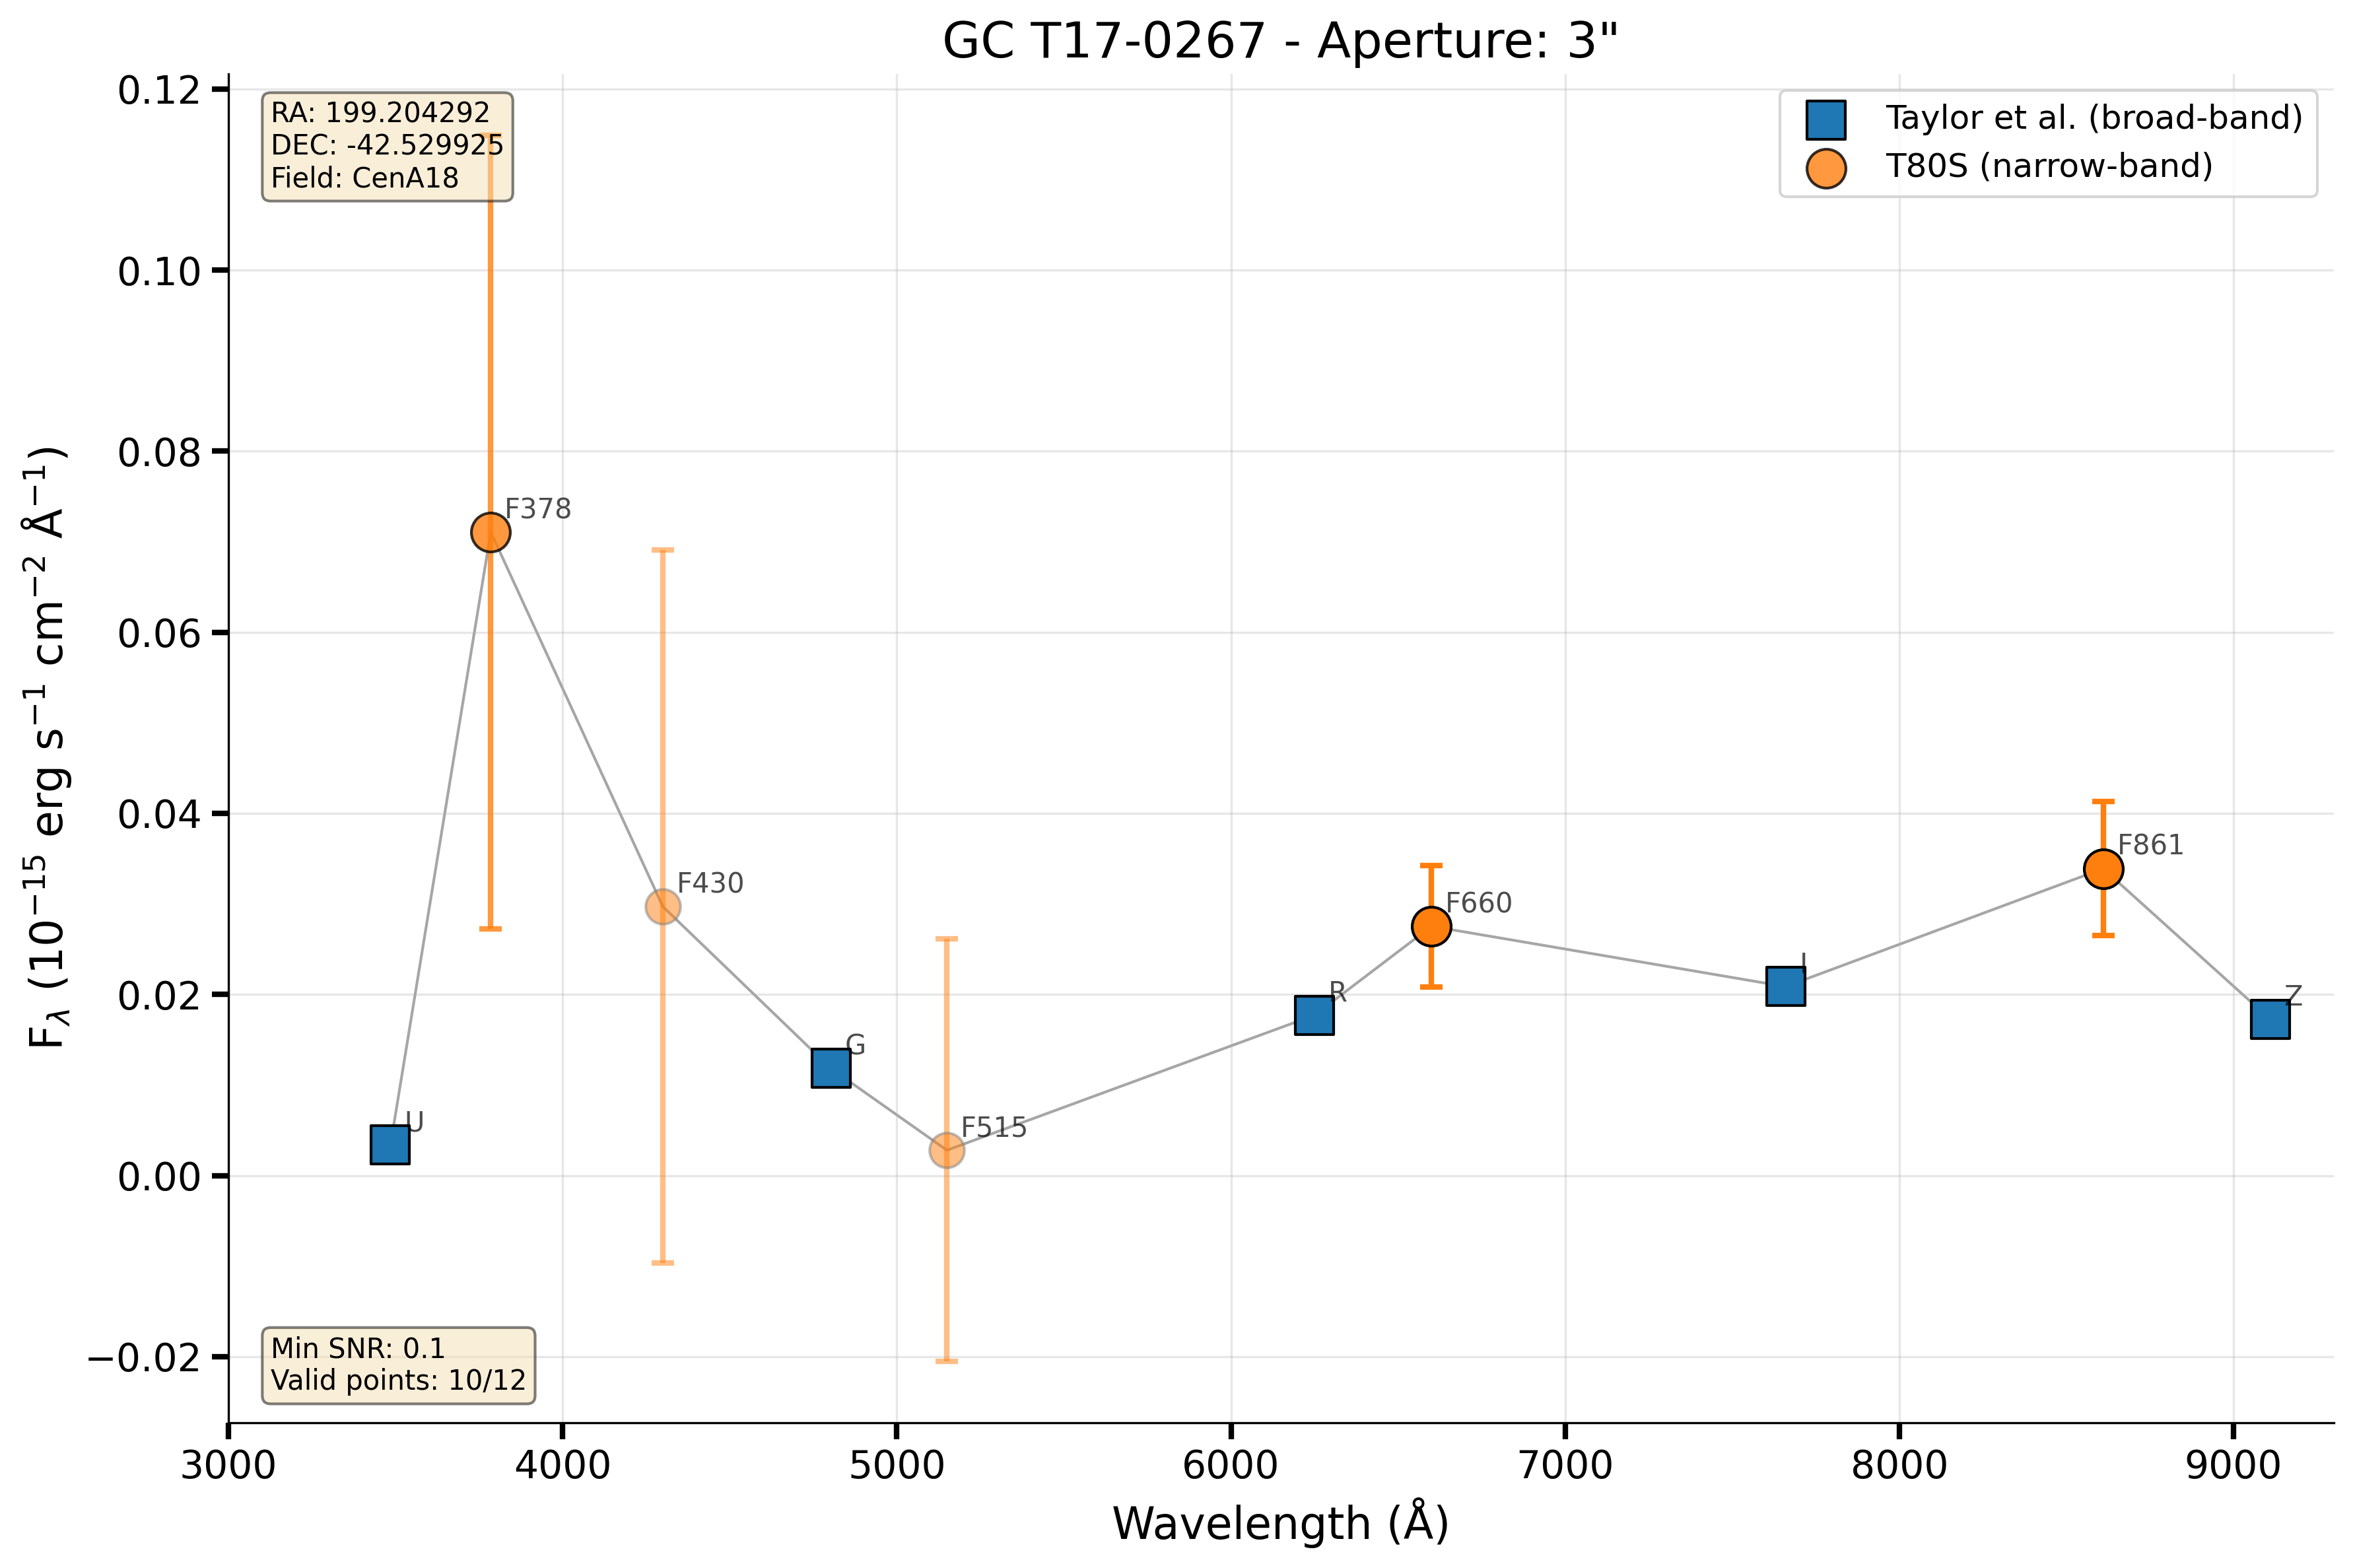 GC T17-0267 - Aperture: 3"
RA: 199.204292
DEC: -42.529925
Field: CenA18
Taylor et al. (broad-band)
T80S (narrow-band)
F_λ (10⁻¹⁵ erg s⁻¹ cm⁻² Å⁻¹)
0.12
0.10
0.08
0.06
0.04
0.02
0.00
−0.02
U
F378
F430
G
F515
R
F660
I
F861
Z
Min SNR: 0.1
Valid points: 10/12
3000 4000 5000 6000 7000 8000 9000
Wavelength (Å)